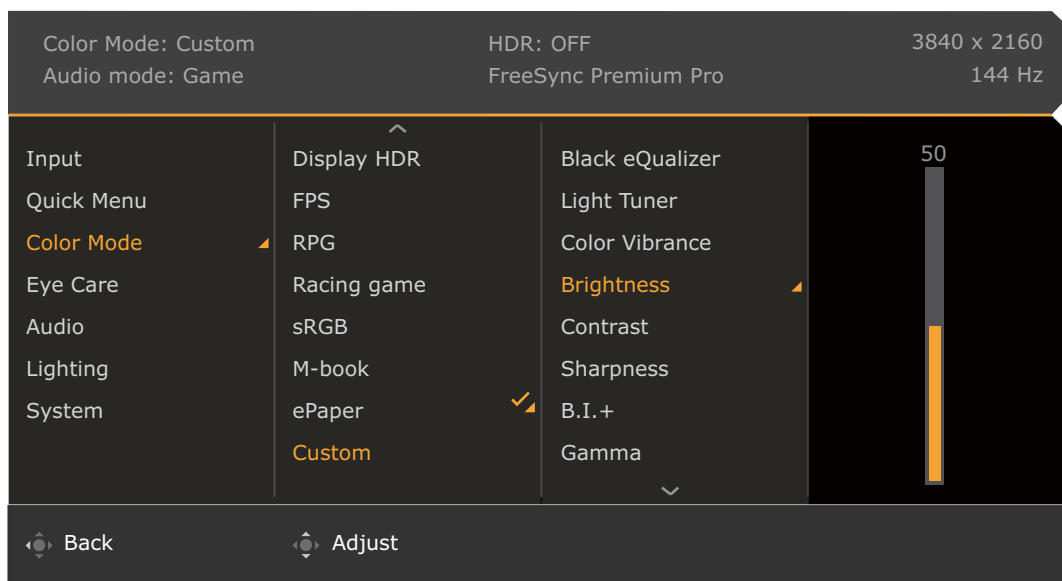 Color Mode: Custom
Audio mode: Game
HDR: OFF
FreeSync Premium Pro
3840 x 2160
144 Hz
Input
Quick Menu
Color Mode
Eye Care
Audio
Lighting
System
Display HDR
FPS
RPG
Racing game
sRGB
M-book
ePaper
Custom
Black eQualizer
Light Tuner
Color Vibrance
Brightness
Contrast
Sharpness
B.I.+
Gamma
50
Back
Adjust